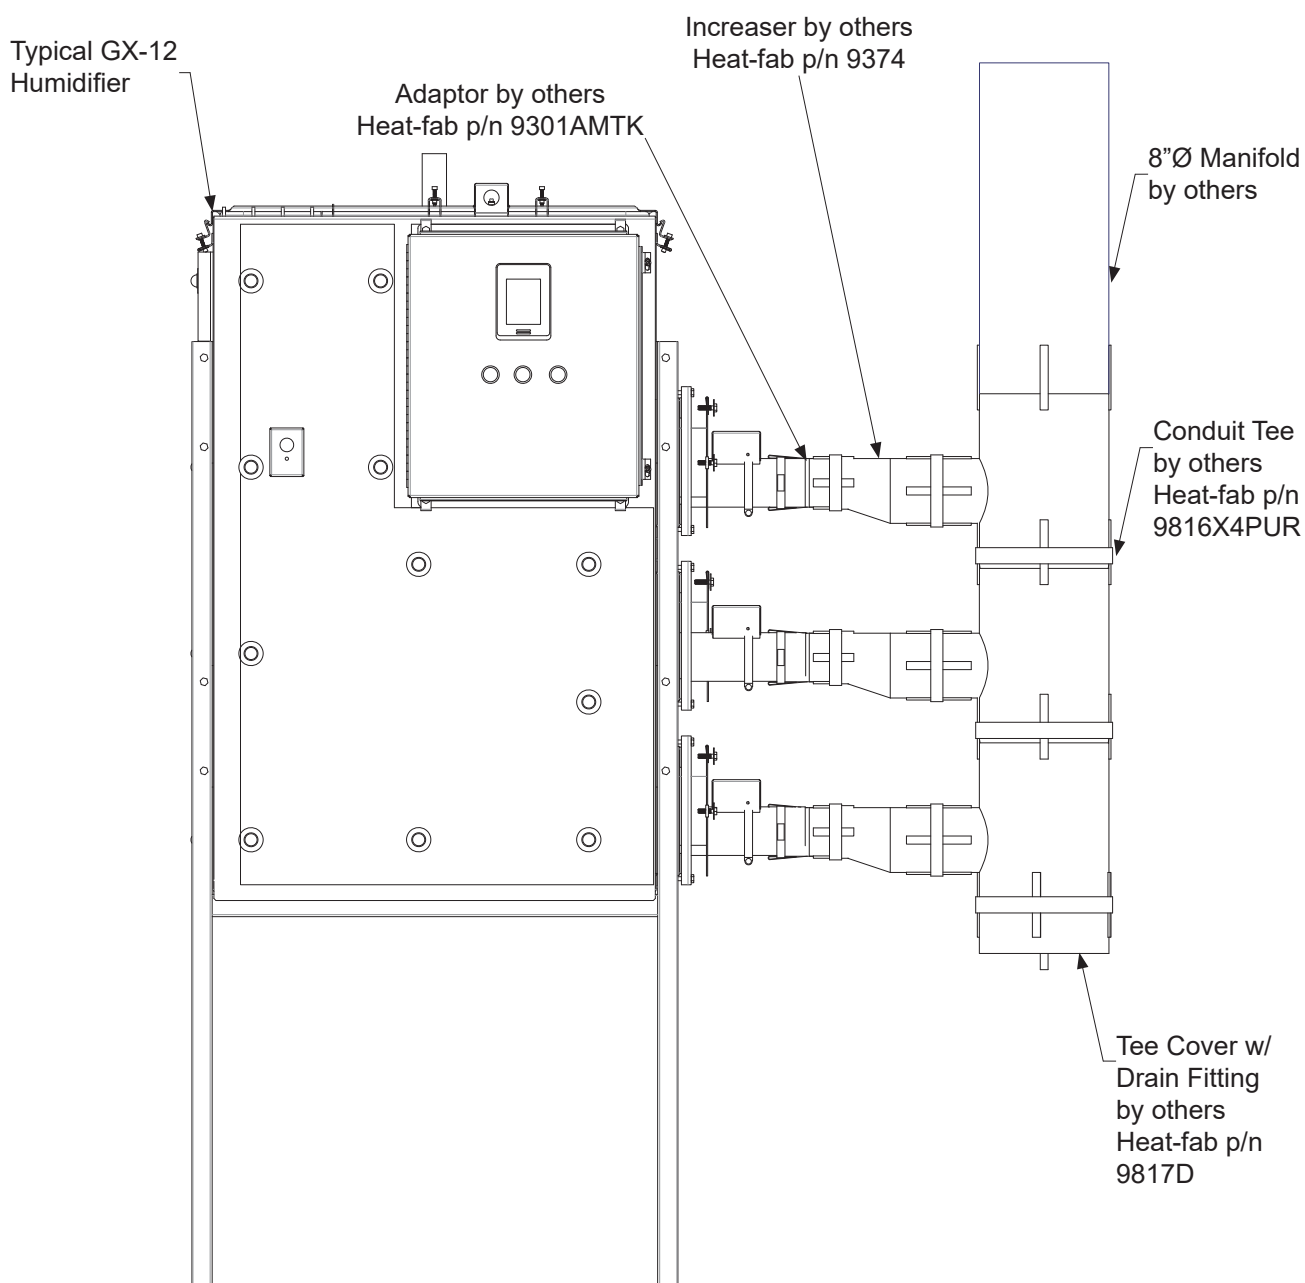 Typical GX-12
Humidifier
Adaptor by others
Heat-fab p/n 9301AMTK
Increaser by others
Heat-fab p/n 9374
8”Ø Manifold
by others
Conduit Tee
by others
Heat-fab p/n
9816X4PUR
Tee Cover w/
Drain Fitting
by others
Heat-fab p/n
9817D